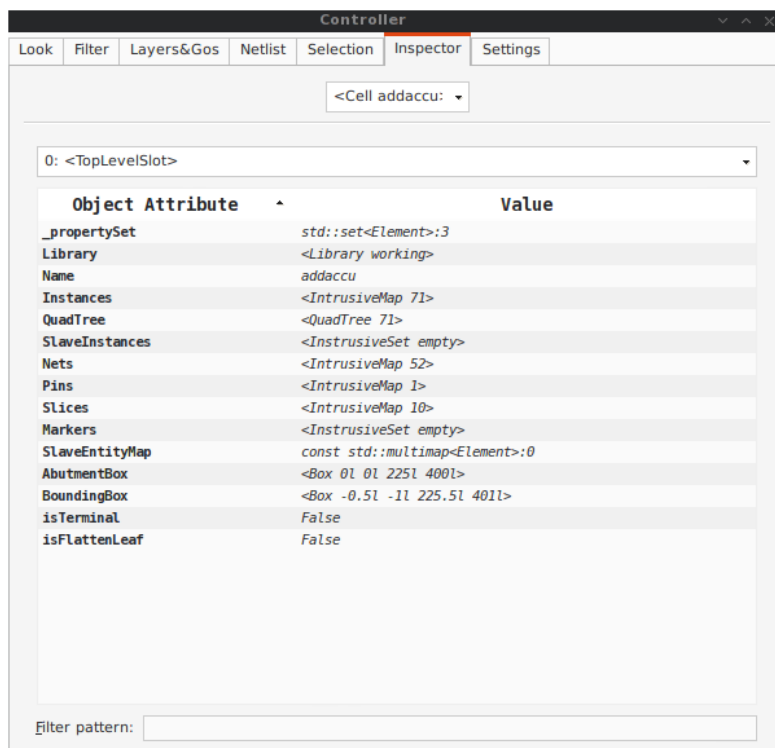 Controller
Look Filter Layers&Gos Netlist Selection Inspector Settings
<Cell addaccu:
0: <TopLevelSlot>
Object Attribute Value
_propertySet std::set<Element>:3
Library <Library working>
Name addaccu
Instances <IntrusiveMap 71>
QuadTree <QuadTree 71>
SlaveInstances <InstrusiveSet empty>
Nets <IntrusiveMap 52>
Pins <IntrusiveMap 1>
Slices <IntrusiveMap 10>
Markers <InstrusiveSet empty>
SlaveEntityMap const std::multimap<Element>:0
AbutmentBox <Box 0l 0l 225l 400l>
BoundingBox <Box -0.5l -1l 225.5l 401l>
isTerminal False
isFlattenLeaf False
Filter pattern: